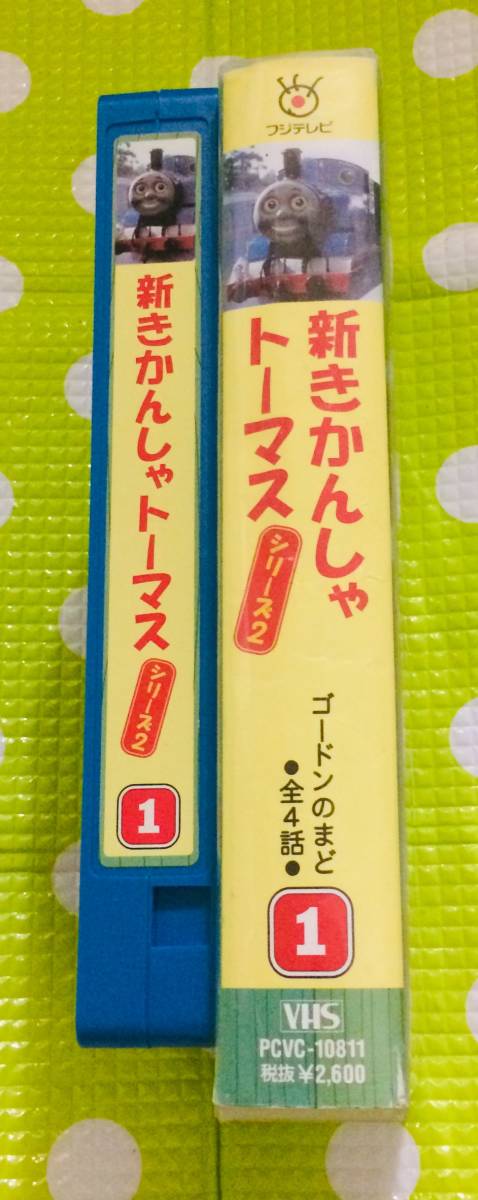 新きかんしゃトーマス
シリーズ2
1
フジテレビ
新きかんしゃ
トーマス
シリーズ2
ゴードンのまど
●全4話●
1
VHS
PCVC-10811
税抜¥2,600